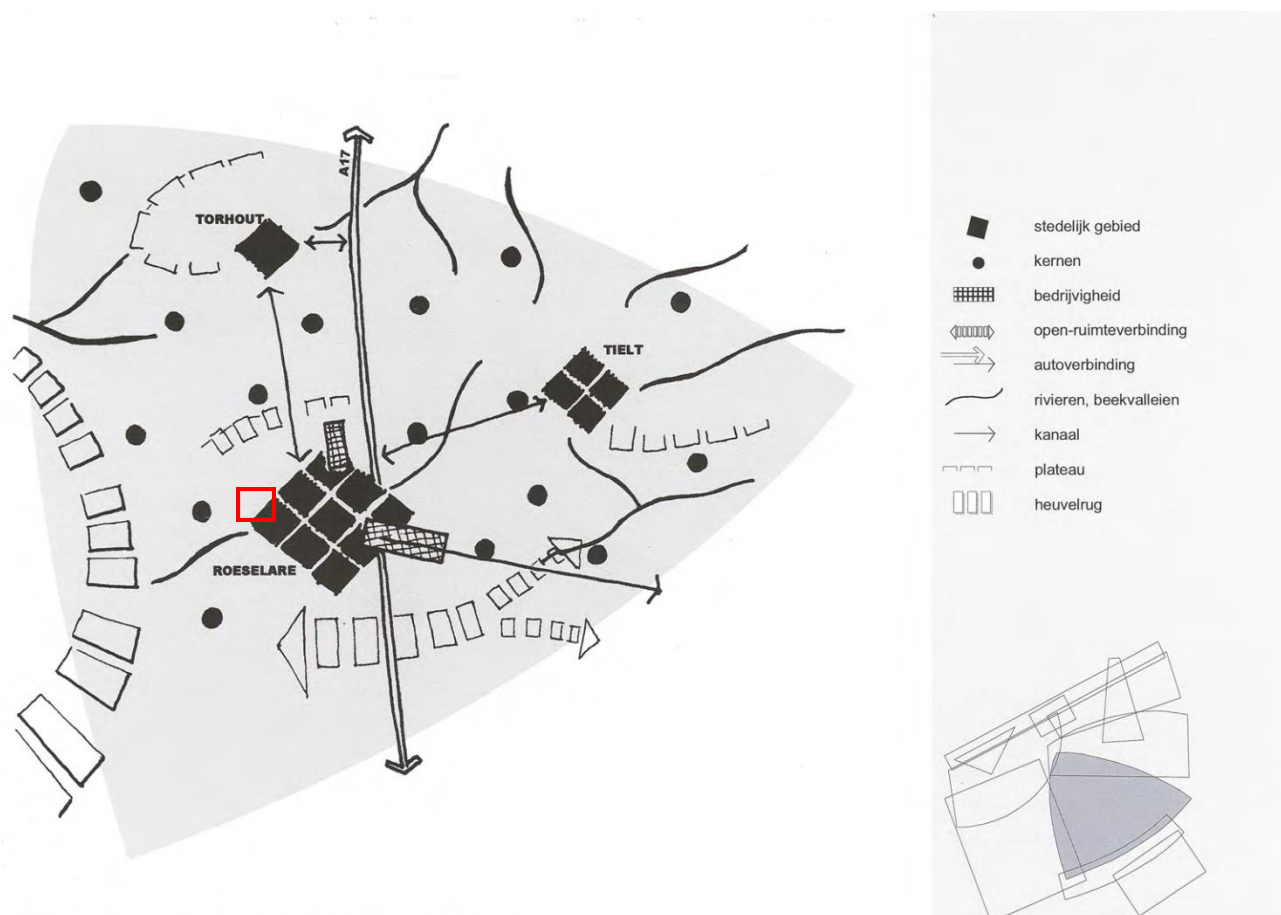 A17
TORHOUT
TIELT
ROESELARE
stedelijk gebied
kernen
bedrijvigheid
open-ruimteverbinding
autoverbinding
rivieren, beekvalleien
kanaal
plateau
heuvelrug